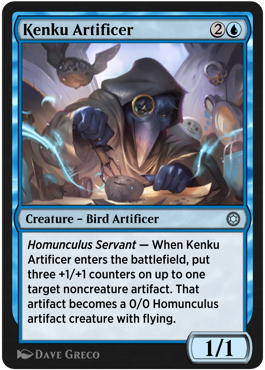 Kenku Artificer 2
Creature – Bird Artificer
Homunculus Servant — When Kenku
Artificer enters the battlefield, put
three +1/+1 counters on up to one
target noncreature artifact. That
artifact becomes a 0/0 Homunculus
artifact creature with flying.
1/1
Dave Greco